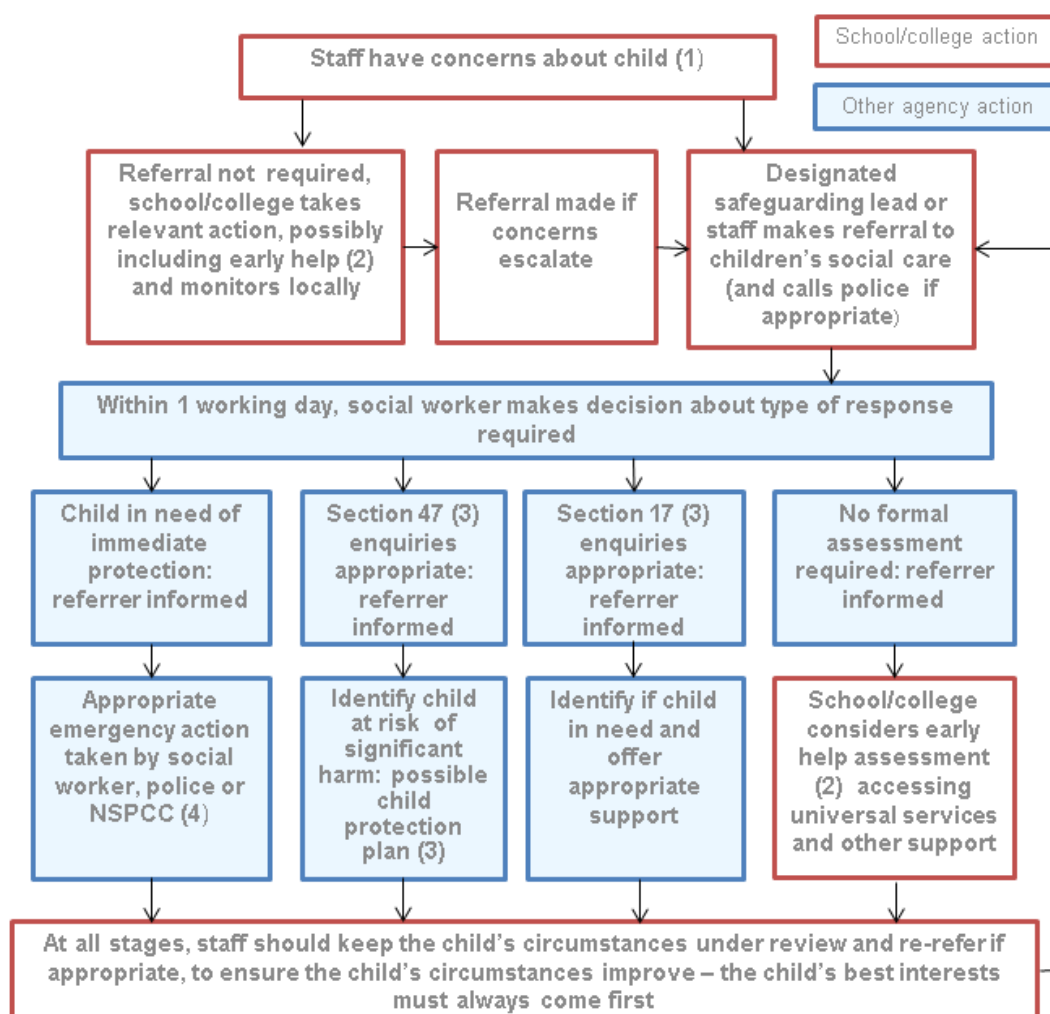 School/college action
Staff have concerns about child (1)
Other agency action
Referral not required,
school/college takes
relevant action, possibly
including early help (2)
and monitors locally
Referral made if
concerns
escalate
Designated
safeguarding lead or
staff makes referral to
children's social care
(and calls police if
appropriate)
Within 1 working day, social worker makes decision about type of response
required
Child in need of
immediate
protection:
referrer informed
Section 47 (3)
enquiries
appropriate:
referrer
informed
Section 17 (3)
enquiries
appropriate:
referrer
informed
No formal
assessment
required: referrer
informed
Appropriate
emergency action
taken by social
worker, police or
NSPCC (4)
Identify child
at risk of
significant
harm: possible
child
protection
plan (3)
Identify if child
in need and
offer
appropriate
support
School/college
considers early
help assessment
(2) accessing
universal services
and other support
At all stages, staff should keep the child's circumstances under review and re-refer if
appropriate, to ensure the child's circumstances improve – the child's best interests
must always come first